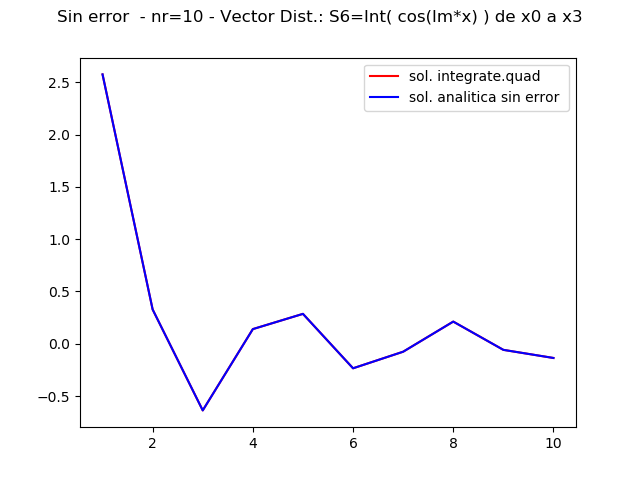 Sin error - nr=10 - Vector Dist.: S6=Int( cos(lm*x) ) de x0 a x3
sol. integrate.quad
sol. analitica sin error
2.5
2.0
1.5
1.0
0.5
0.0
−0.5
2 4 6 8 10